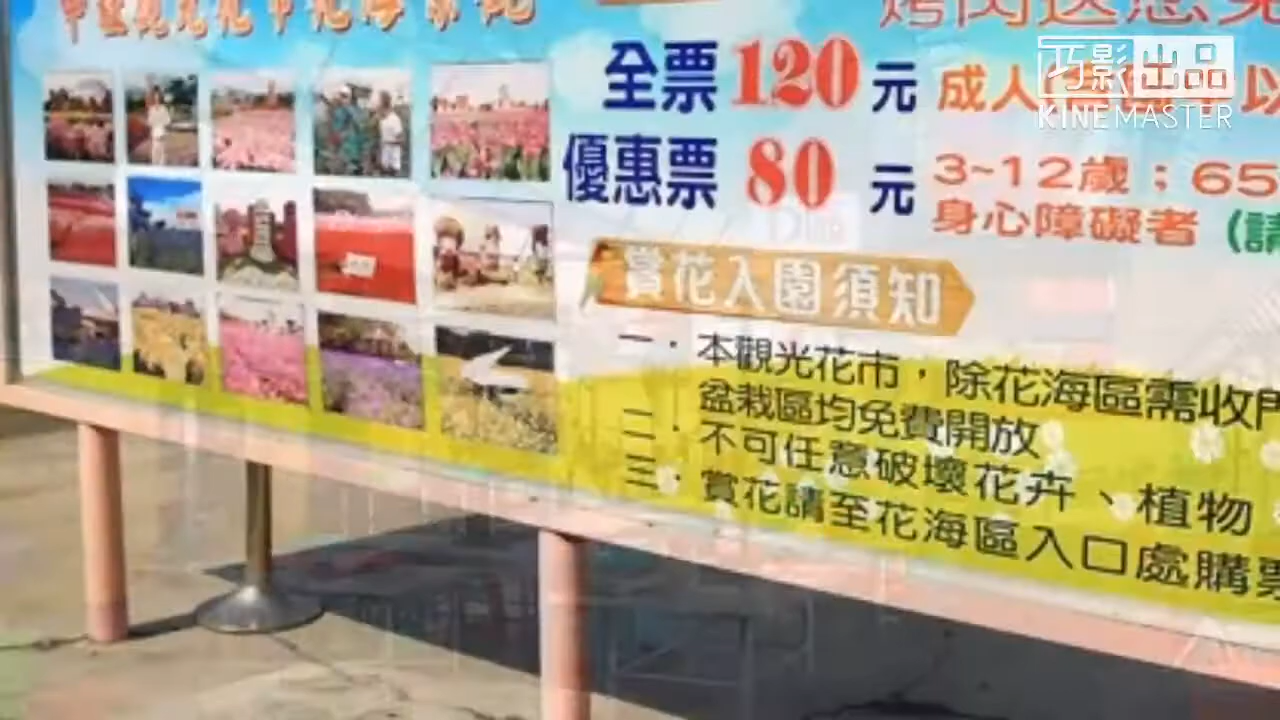 巧影出品
KINEMASTER
全票 120 元 成人
優惠票 80 元
3~12歲；65
身心障礙者 (請
賞花入園須知
一．本觀光花市，除花海區需收門
盆栽區均免費開放
二．不可任意破壞花卉、植物
三．賞花請至花海區入口處購票